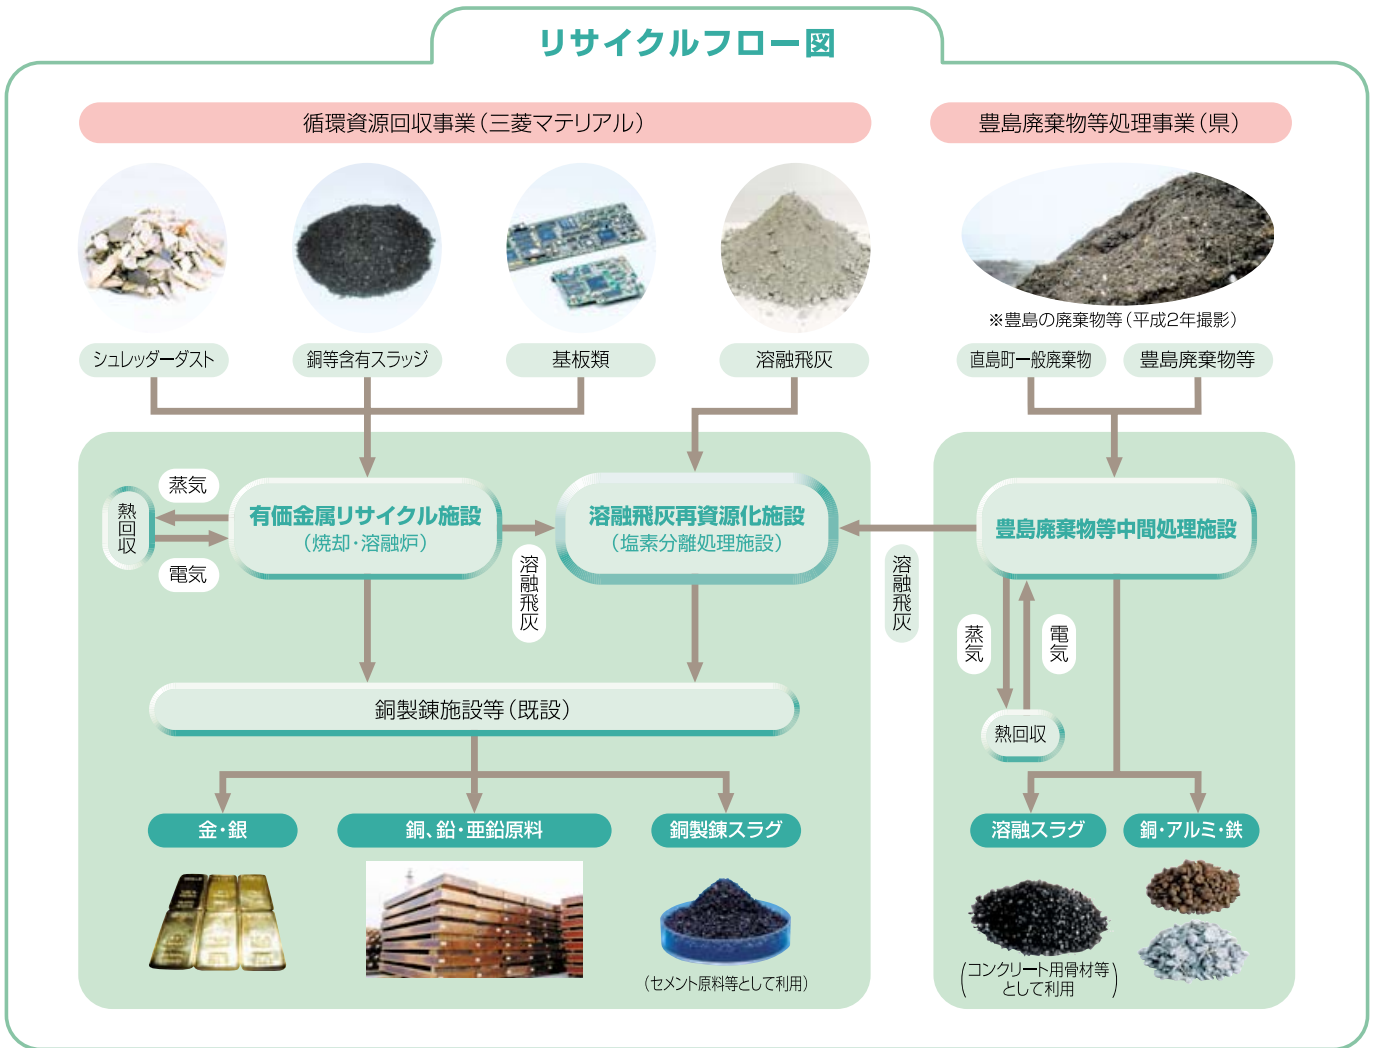 リサイクルフロー図
循環資源回収事業（三菱マテリアル）
豊島廃棄物等処理事業（県）
※豊島の廃棄物等（平成2年撮影）
シュレッダーダスト
銅等含有スラッジ
基板類
溶融飛灰
直島町一般廃棄物
豊島廃棄物等
蒸気
熱回収
電気
有価金属リサイクル施設
（焼却・溶融炉）
溶融飛灰
溶融飛灰再資源化施設
（塩素分離処理施設）
溶融飛灰
豊島廃棄物等中間処理施設
蒸気
電気
熱回収
銅製錬施設等（既設）
金・銀
銅、鉛・亜鉛原料
銅製錬スラグ
溶融スラグ
銅・アルミ・鉄
（セメント原料等として利用）
（コンクリート用骨材等
として利用）